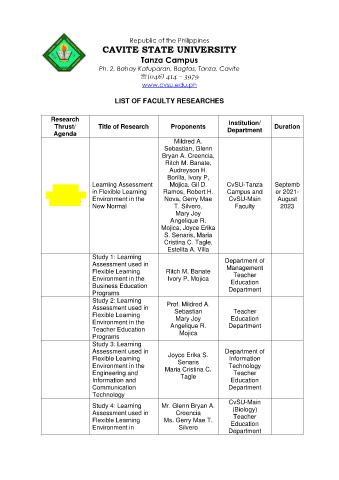 Republic of the Philippines
CAVITE STATE UNIVERSITY
Tanza Campus
Ph. 2, Bahay Katuparan, Bagtas, Tanza, Cavite
☏(046) 414 – 3979
www.cvsu.edu.ph
LIST OF FACULTY RESEARCHES
Research Thrust/ Agenda
Title of Research
Proponents
Institution/ Department
Duration
Learning Assessment
in Flexible Learning
Environment in the
New Normal
Mildred A.
Sebastian, Glenn
Bryan A. Creencia,
Ritch M. Banate,
Audreyson H.
Borilla, Ivory P,
Mojica, Gil D.
Ramos, Robert H.
Nova, Gerry Mae
T. Silvero,
Mary Joy
Angelique R.
Mojica, Joyce Erika
S. Senaris, Maria
Cristina C. Tagle,
Estelita A. Villa
CvSU-Tanza
Campus and
CvSU-Main
Faculty
Septemb
er 2021-
August
2023
Study 1: Learning
Assessment used in
Flexible Learning
Environment in the
Business Education
Programs
Ritch M. Banate
Ivory P. Mojica
Department of
Management
Teacher
Education
Department
Study 2: Learning
Assessment used in
Flexible Learning
Environment in the
Teacher Education
Programs
Prof. Mildred A.
Sebastian
Mary Joy
Angelique R.
Mojica
Teacher
Education
Department
Study 3: Learning
Assessment used in
Flexible Learning
Environment in the
Engineering and
Information and
Communication
Technology
Joyce Erika S.
Senaris
Maria Cristina C.
Tagle
Department of
Information
Technology
Teacher
Education
Department
Study 4: Learning
Assessment used in
Flexible Learning
Environment in
Mr. Glenn Bryan A.
Creencia
Ms. Gerry Mae T.
Silvero
CvSU-Main
(Biology)
Teacher
Education
Department